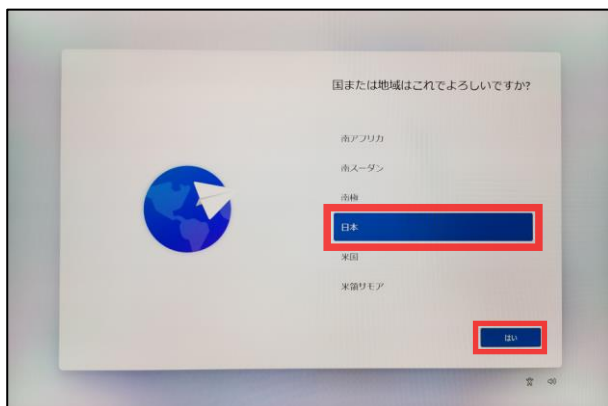 国または地域はこれでよろしいですか?
南アフリカ
南スーダン
南極
日本
米国
米領サモア
はい